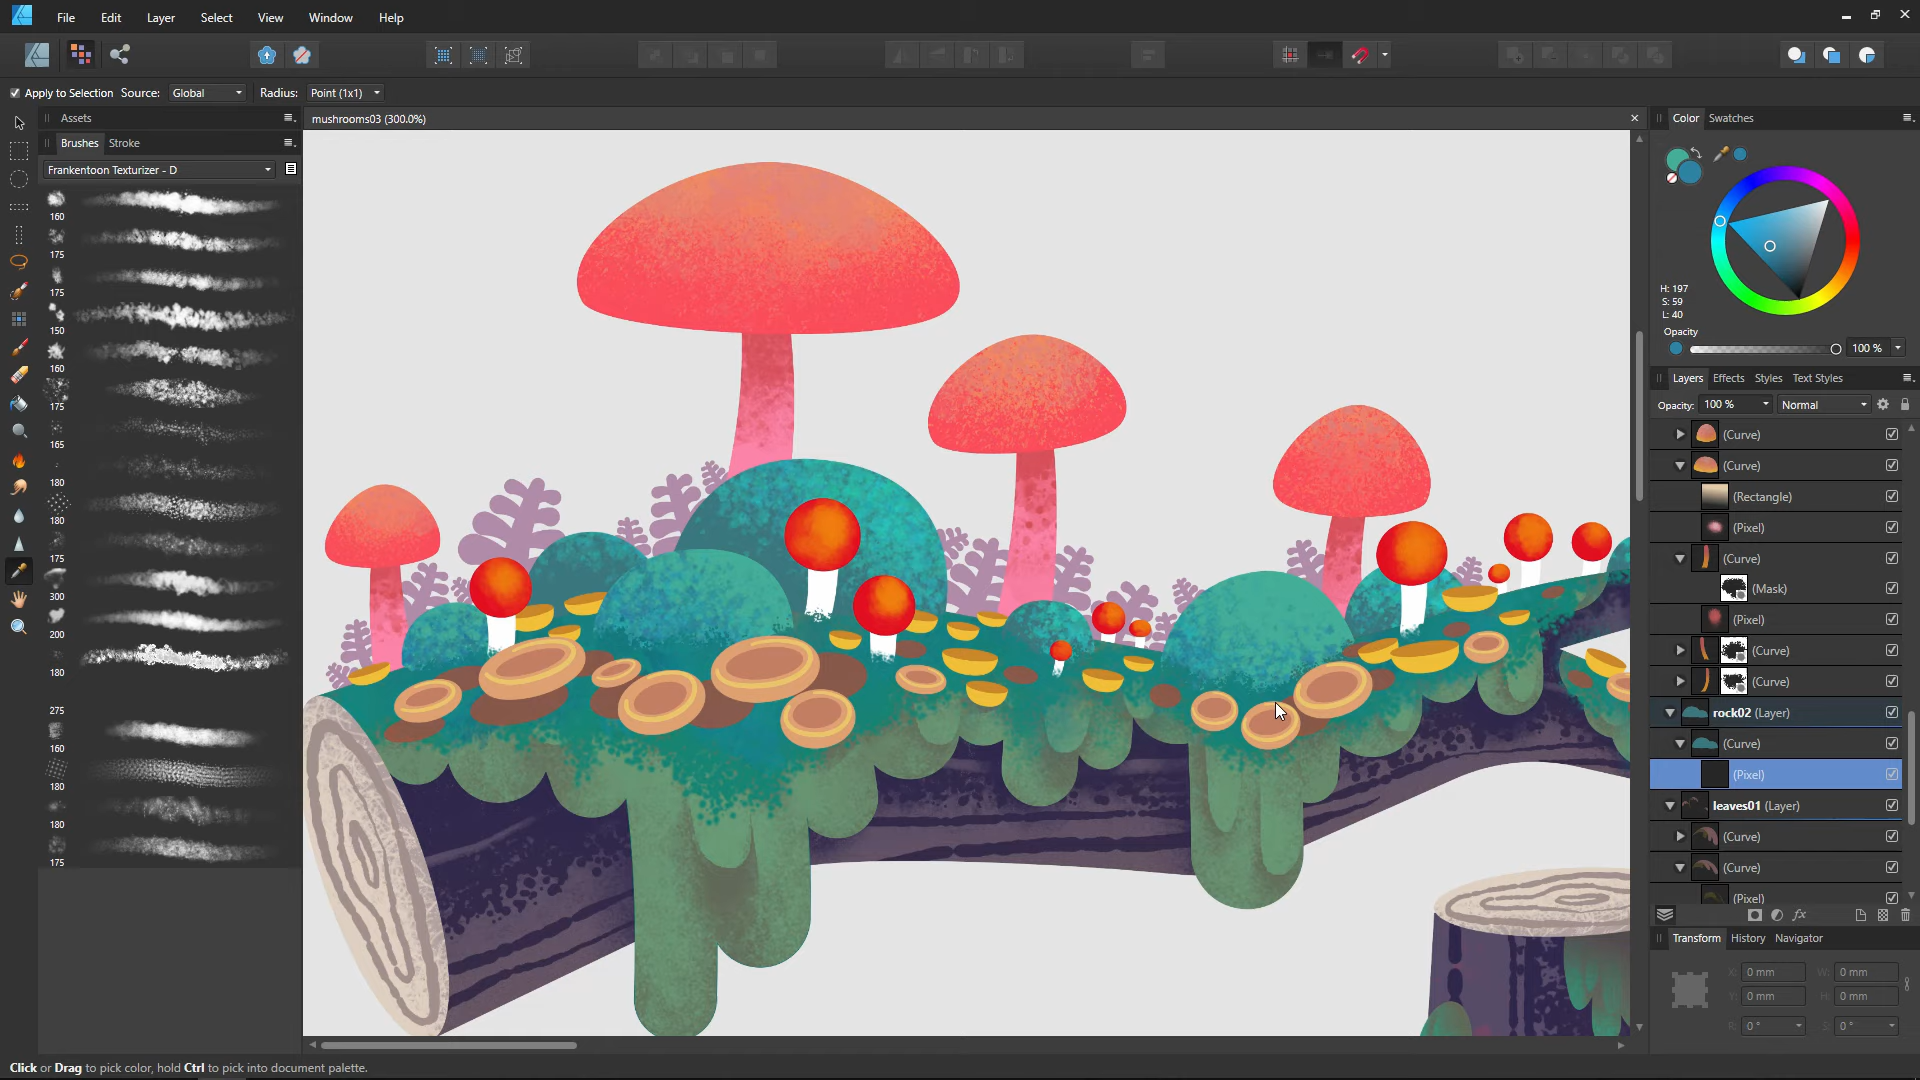 File Edit Layer Select View Window Help
Apply to Selection Source: Global Radius: Point (1x1)
Assets
Brushes Stroke
Frankentoon Texturizer - D
160
175
175
150
160
175
165
180
180
175
300
200
180
275
160
180
180
175
mushrooms03 (300.0%)
Color Swatches
H: 197
S: 59
L: 40
Opacity
100 %
Layers Effects Styles Text Styles
Opacity: 100 % Normal
(Curve)
(Curve)
(Rectangle)
(Pixel)
(Curve)
(Mask)
(Pixel)
(Curve)
(Curve)
rock02 (Layer)
(Curve)
(Pixel)
leaves01 (Layer)
(Curve)
(Curve)
(Pixel)
fx
Transform History Navigator
X: 0 mm W: 0 mm
Y: 0 mm H: 0 mm
R: 0 ° S: 0 °
Click or Drag to pick color, hold Ctrl to pick into document palette.